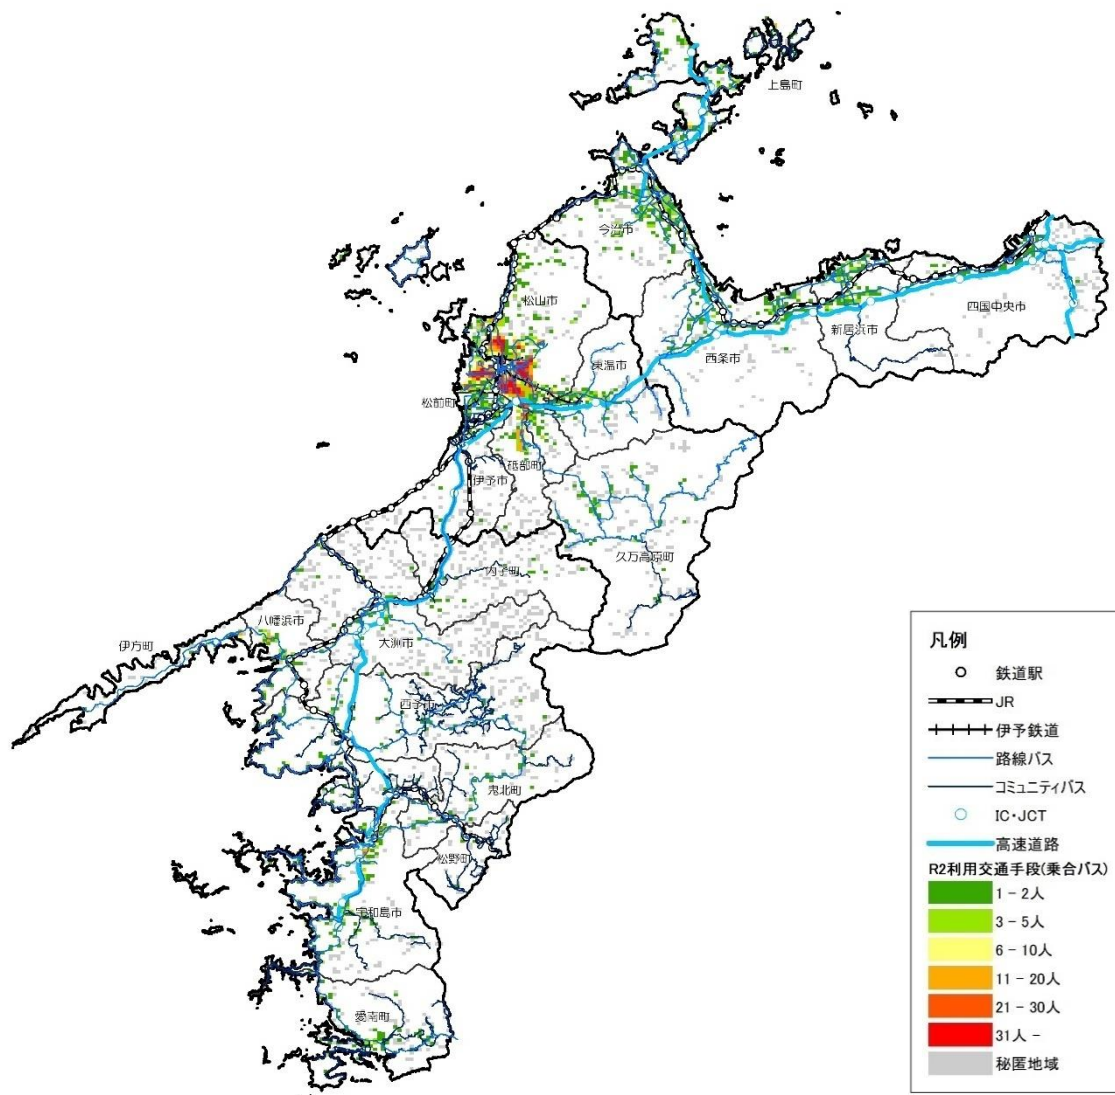 上島町
今治市
松山市
四国中央市
新居浜市
西条市
東温市
松前町
砥部町
伊予市
久万高原町
内子町
八幡浜市
伊方町
大洲市
西予市
鬼北町
松野町
宇和島市
愛南町
凡例
鉄道駅
JR
伊予鉄道
路線バス
コミュニティバス
IC・JCT
高速道路
R2利用交通手段(乗合バス)
1 - 2人
3 - 5人
6 - 10人
11 - 20人
21 - 30人
31人 -
秘匿地域